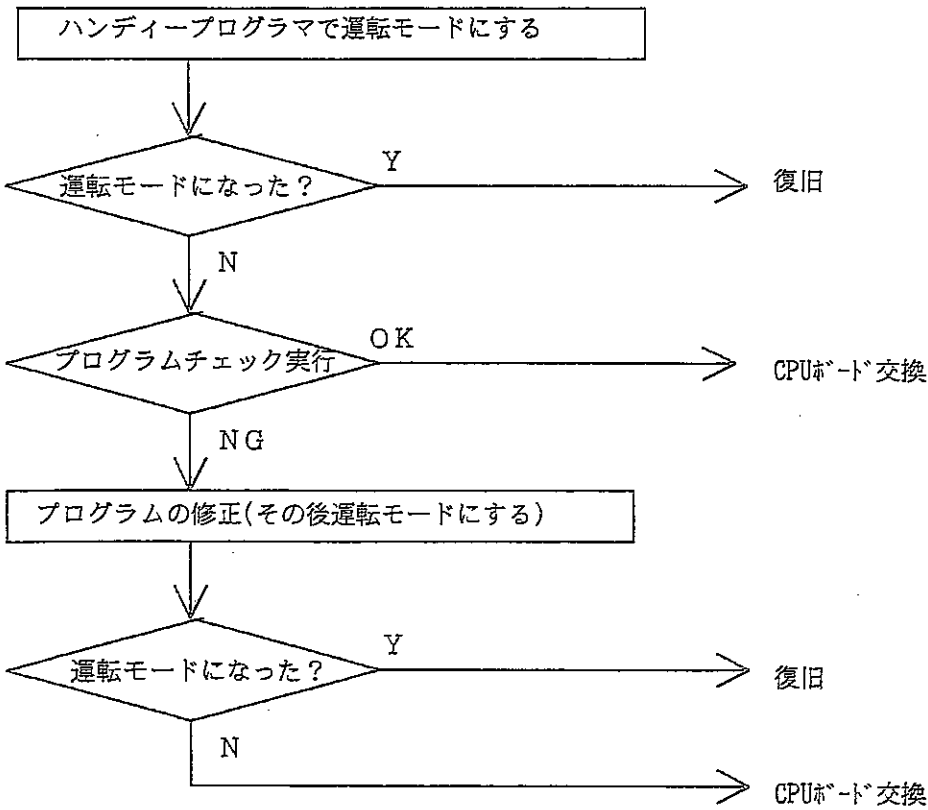 ハンディープログラマで運転モードにする
Y
運転モードになった？
復旧
N
OK
プログラムチェック実行
CPUﾎﾞｰﾄﾞ交換
NG
プログラムの修正(その後運転モードにする)
Y
運転モードになった？
復旧
N
CPUﾎﾞｰﾄﾞ交換